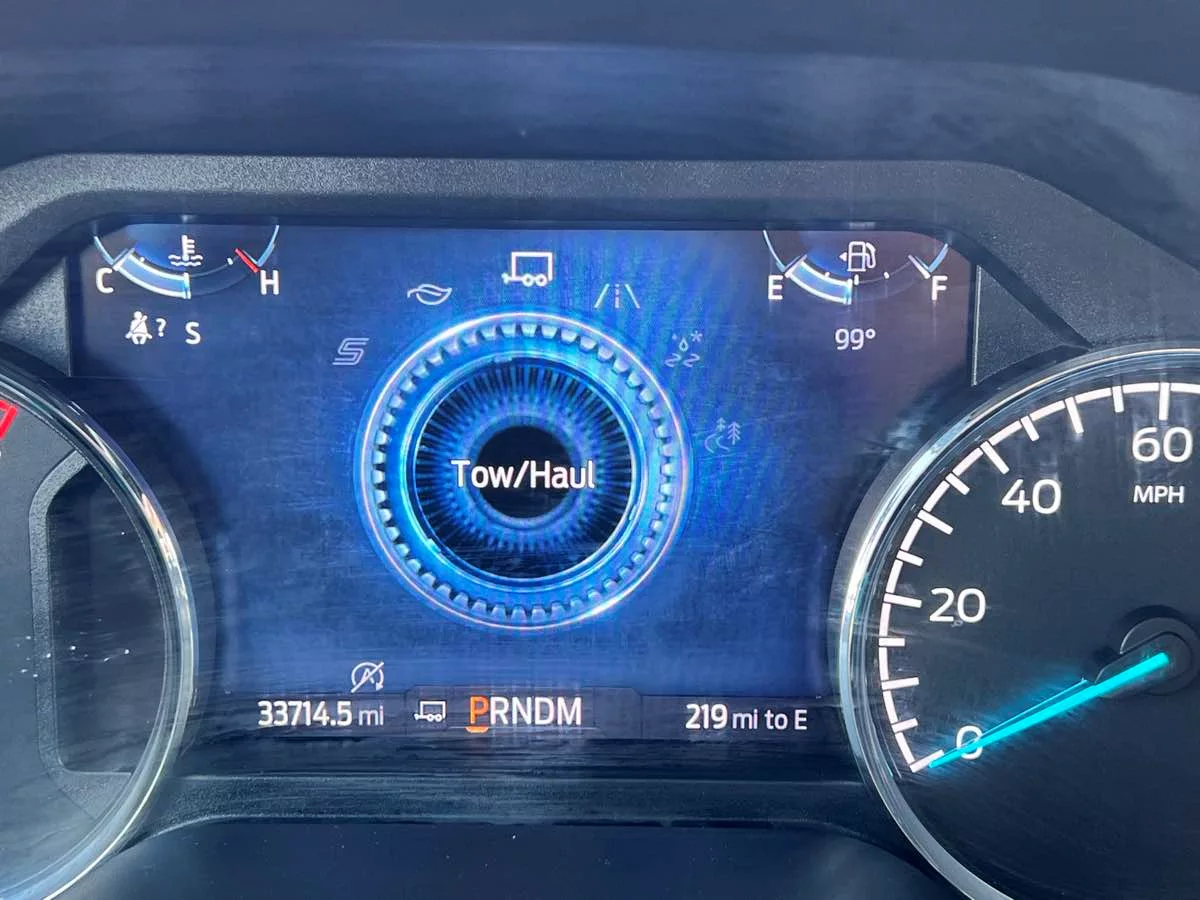 C
H
E
F
? S
99°
Tow/Haul
60
MPH
40
20
0
33714.5 mi
PRNDM
219 mi to E